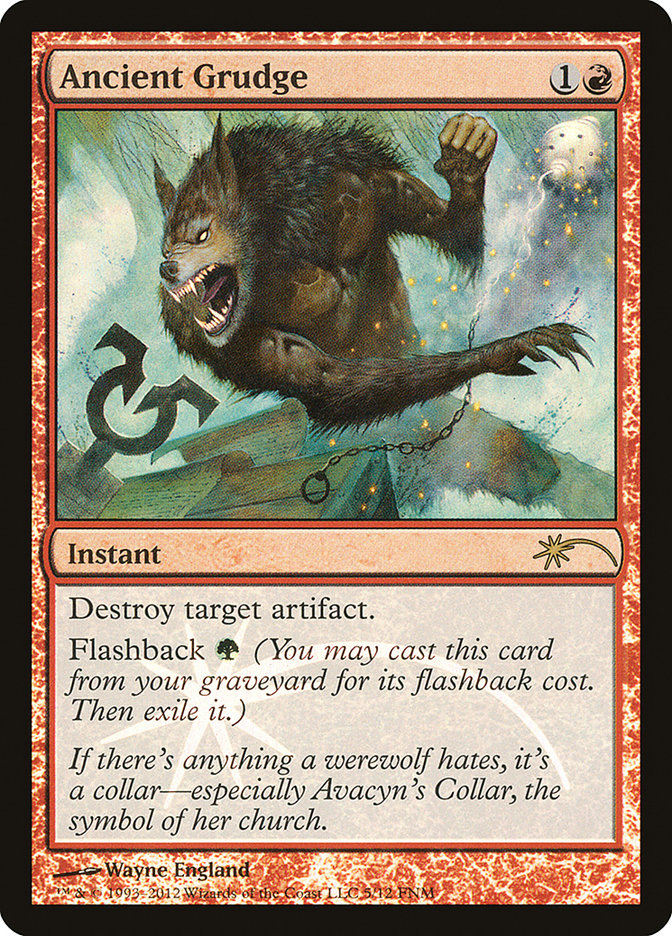 Ancient Grudge 1
Instant
Destroy target artifact.
Flashback (You may cast this card
from your graveyard for its flashback cost.
Then exile it.)
If there's anything a werewolf hates, it's
a collar—especially Avacyn's Collar, the
symbol of her church.
Wayne England
™ & © 1993–2012 Wizards of the Coast LLC 5/12 FNM